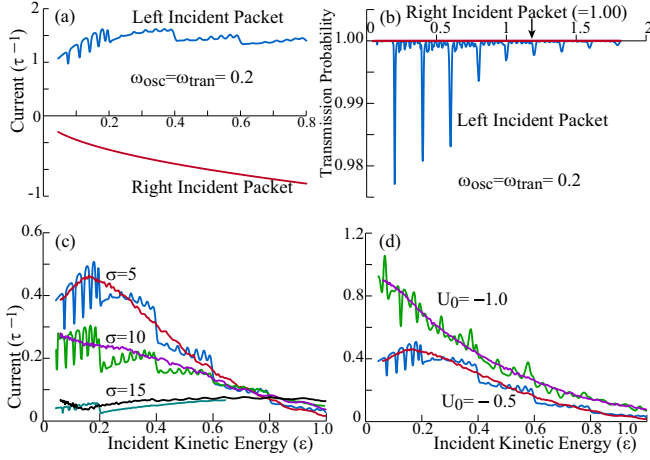 (a)
Left Incident Packet
ω_osc=ω_tran= 0.2
Right Incident Packet
Current (τ⁻¹)
2
1
0
-1
0.2
0.4
0.6
0.8
(b)
Right Incident Packet (=1.00)
Left Incident Packet
ω_osc=ω_tran= 0.2
Transmission Probability
1.00
0.99
0.98
0.5
1
1.5
2
(c)
σ=5
σ=10
σ=15
Current (τ⁻¹)
0.6
0.4
0.2
0
0
0.2
0.4
0.6
0.8
1.0
Incident Kinetic Energy (ε)
(d)
U₀= −1.0
U₀= −0.5
1.2
0.8
0.4
0
0
0.2
0.4
0.6
0.8
1.0
Incident Kinetic Energy (ε)